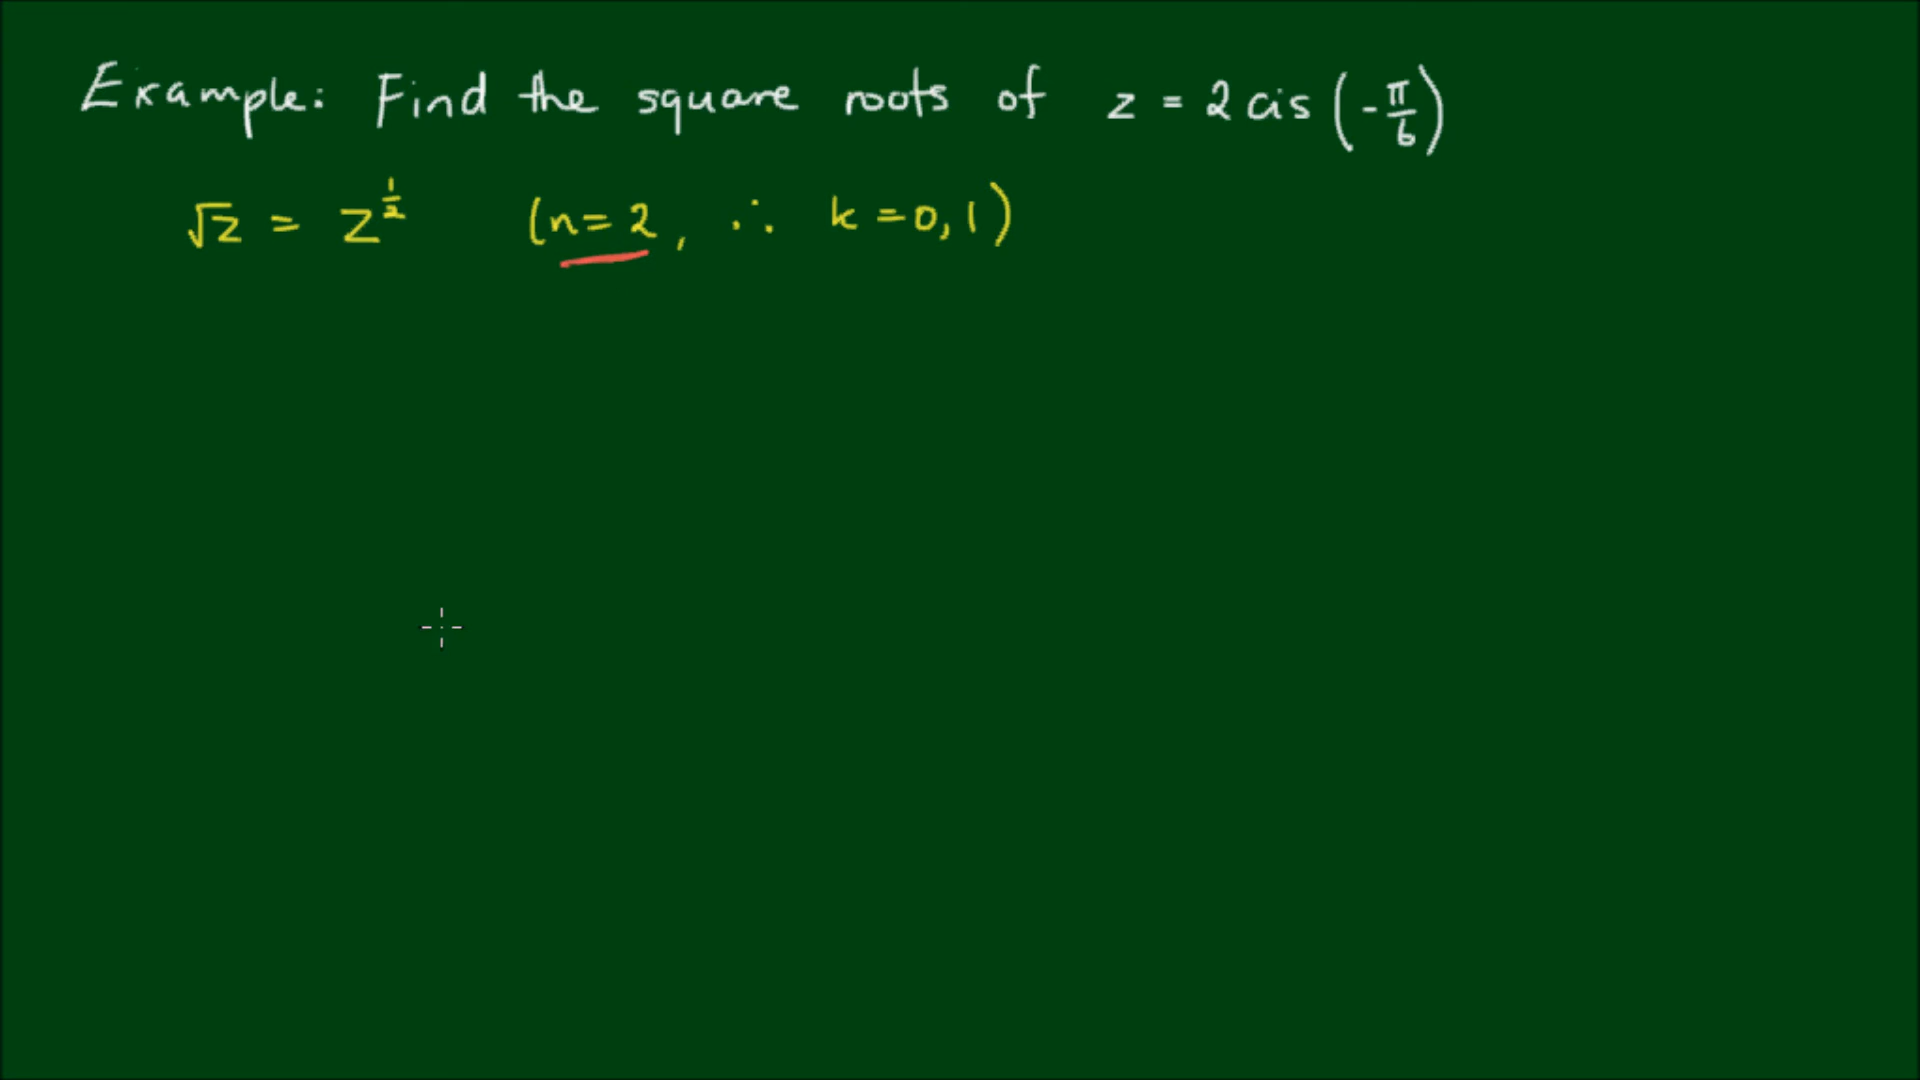 Example: Find the square roots of z = 2 cis (-π/6)
√z = z^(1/2) (n=2, ∴ k=0,1)